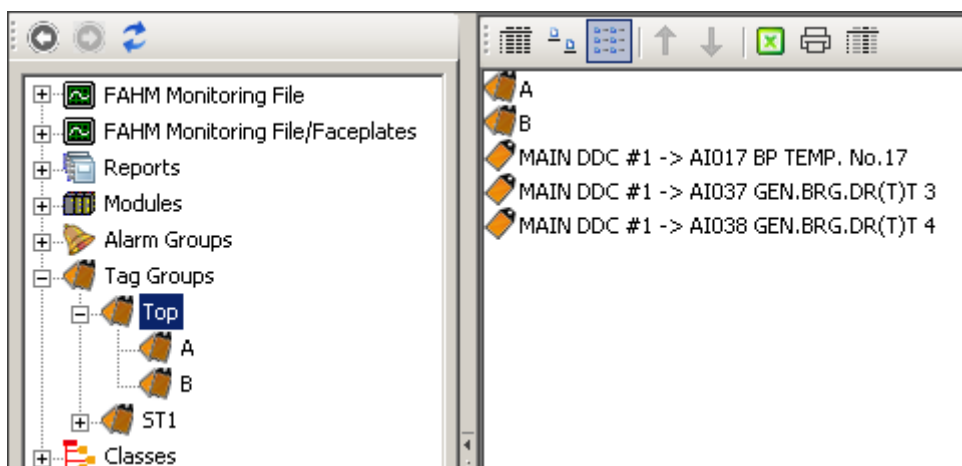 FAHM Monitoring File
FAHM Monitoring File/Faceplates
Reports
Modules
Alarm Groups
Tag Groups
Top
A
B
ST1
Classes
A
B
MAIN DDC #1 -> AI017 BP TEMP. No.17
MAIN DDC #1 -> AI037 GEN.BRG.DR(T)T 3
MAIN DDC #1 -> AI038 GEN.BRG.DR(T)T 4